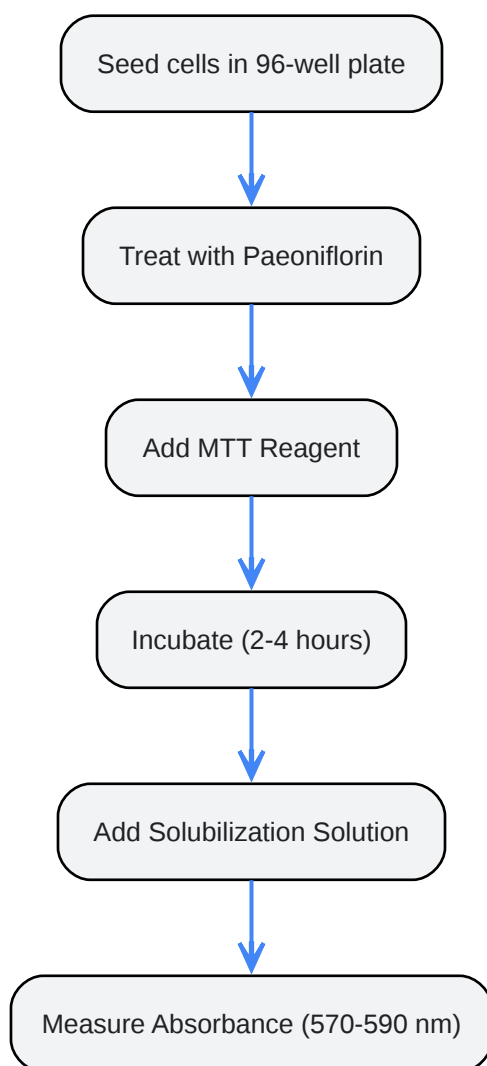 Seed cells in 96-well plate
Treat with Paeoniflorin
Add MTT Reagent
Incubate (2-4 hours)
Add Solubilization Solution
Measure Absorbance (570-590 nm)